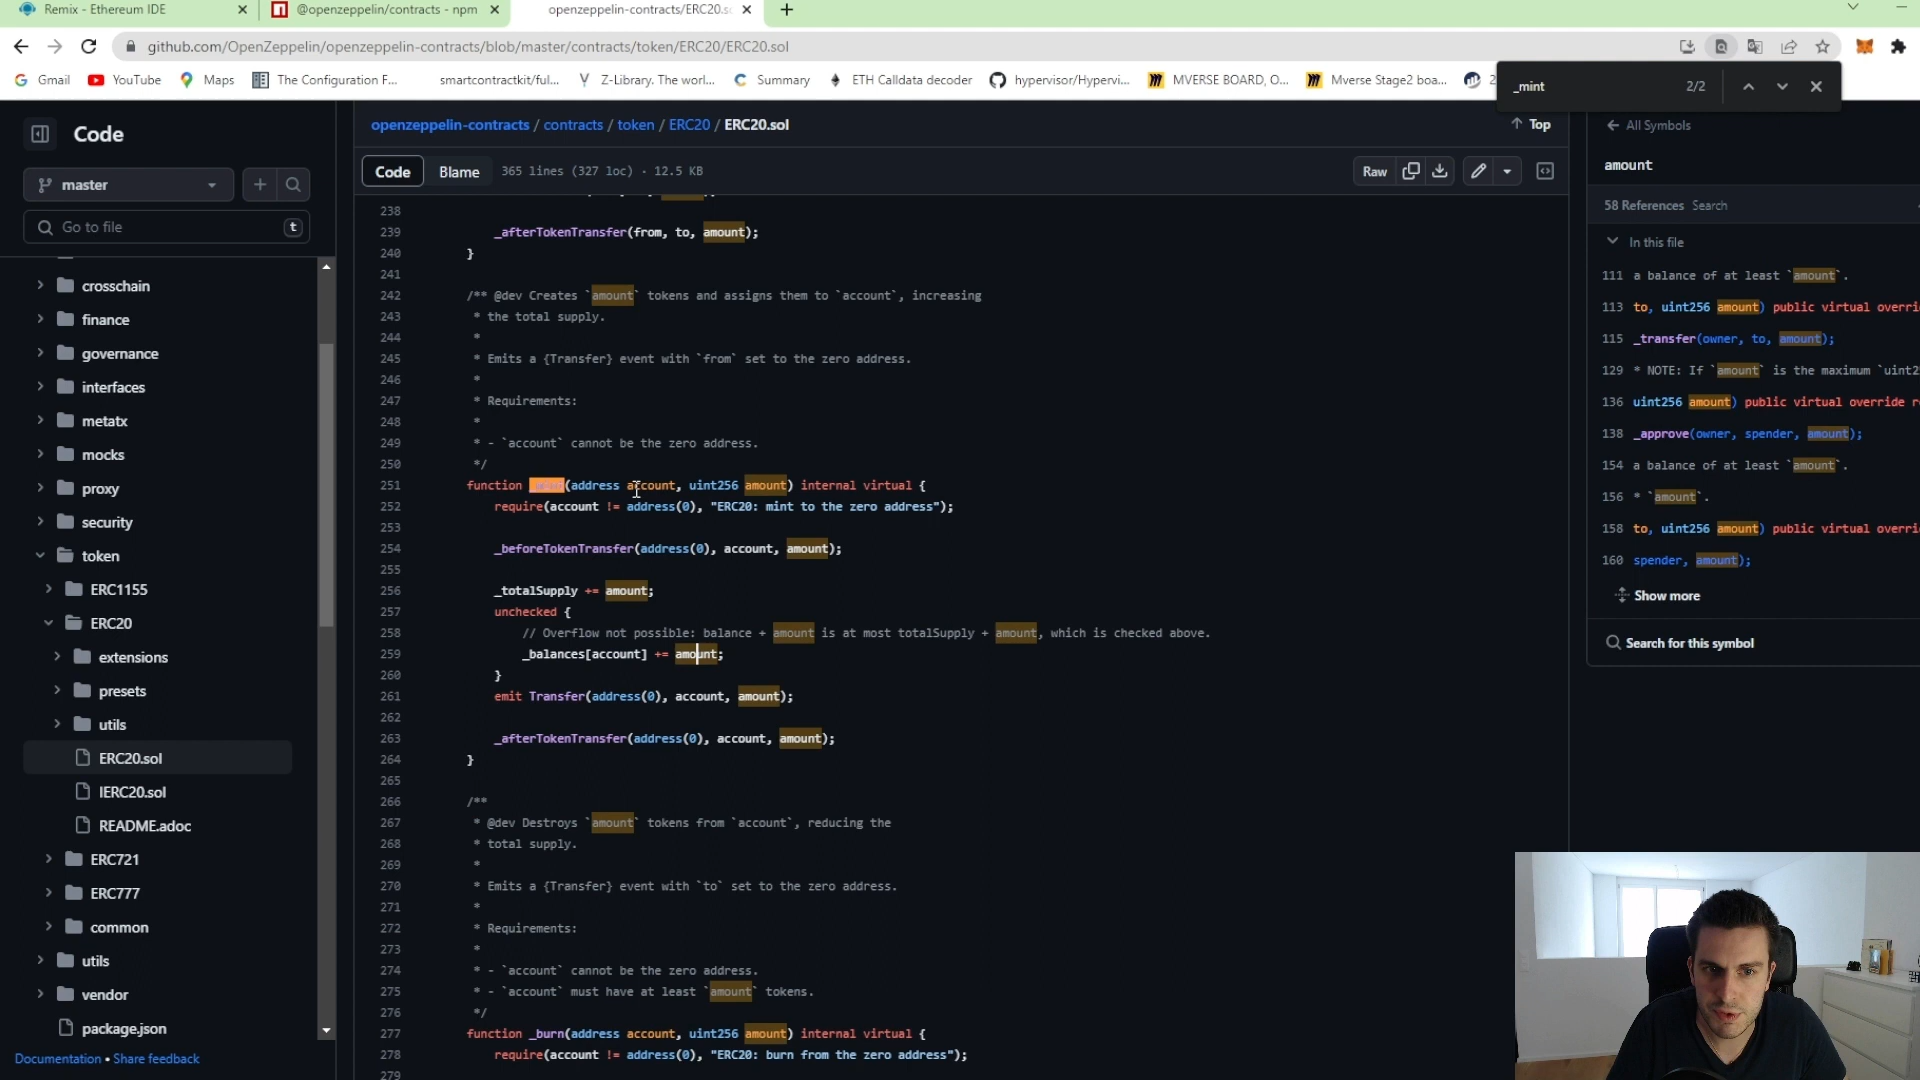 Remix - Ethereum IDE
@openzeppelin/contracts - npm
openzeppelin-contracts/ERC20.so
github.com/OpenZeppelin/openzeppelin-contracts/blob/master/contracts/token/ERC20/ERC20.sol
Gmail
YouTube
Maps
The Configuration F...
smartcontractkit/ful...
Z-Library. The worl...
Summary
ETH Calldata decoder
hypervisor/Hypervi...
MVERSE BOARD, O...
Mverse Stage2 boa...
_mint
2/2
Code
master
Go to file
t
crosschain
finance
governance
interfaces
metatx
mocks
proxy
security
token
ERC1155
ERC20
extensions
presets
utils
ERC20.sol
IERC20.sol
README.adoc
ERC721
ERC777
common
utils
vendor
package.json
Documentation • Share feedback
openzeppelin-contracts / contracts / token / ERC20 / ERC20.sol
Top
Code
Blame
365 lines (327 loc) · 12.5 KB
Raw
238
239 _afterTokenTransfer(from, to, amount);
240 }
241
242 /** @dev Creates `amount` tokens and assigns them to `account`, increasing
243 * the total supply.
244 *
245 * Emits a {Transfer} event with `from` set to the zero address.
246 *
247 * Requirements:
248 *
249 * - `account` cannot be the zero address.
250 */
251 function _mint(address account, uint256 amount) internal virtual {
252 require(account != address(0), "ERC20: mint to the zero address");
253
254 _beforeTokenTransfer(address(0), account, amount);
255
256 _totalSupply += amount;
257 unchecked {
258 // Overflow not possible: balance + amount is at most totalSupply + amount, which is checked above.
259 _balances[account] += amount;
260 }
261 emit Transfer(address(0), account, amount);
262
263 _afterTokenTransfer(address(0), account, amount);
264 }
265
266 /**
267 * @dev Destroys `amount` tokens from `account`, reducing the
268 * total supply.
269 *
270 * Emits a {Transfer} event with `to` set to the zero address.
271 *
272 * Requirements:
273 *
274 * - `account` cannot be the zero address.
275 * - `account` must have at least `amount` tokens.
276 */
277 function _burn(address account, uint256 amount) internal virtual {
278 require(account != address(0), "ERC20: burn from the zero address");
279
All Symbols
amount
58 References Search
In this file
111 a balance of at least `amount`.
113 to, uint256 amount) public virtual overri
115 _transfer(owner, to, amount);
129 * NOTE: If `amount` is the maximum `uint2
136 uint256 amount) public virtual override r
138 _approve(owner, spender, amount);
154 a balance of at least `amount`.
156 * `amount`.
158 to, uint256 amount) public virtual overri
160 spender, amount);
Show more
Search for this symbol